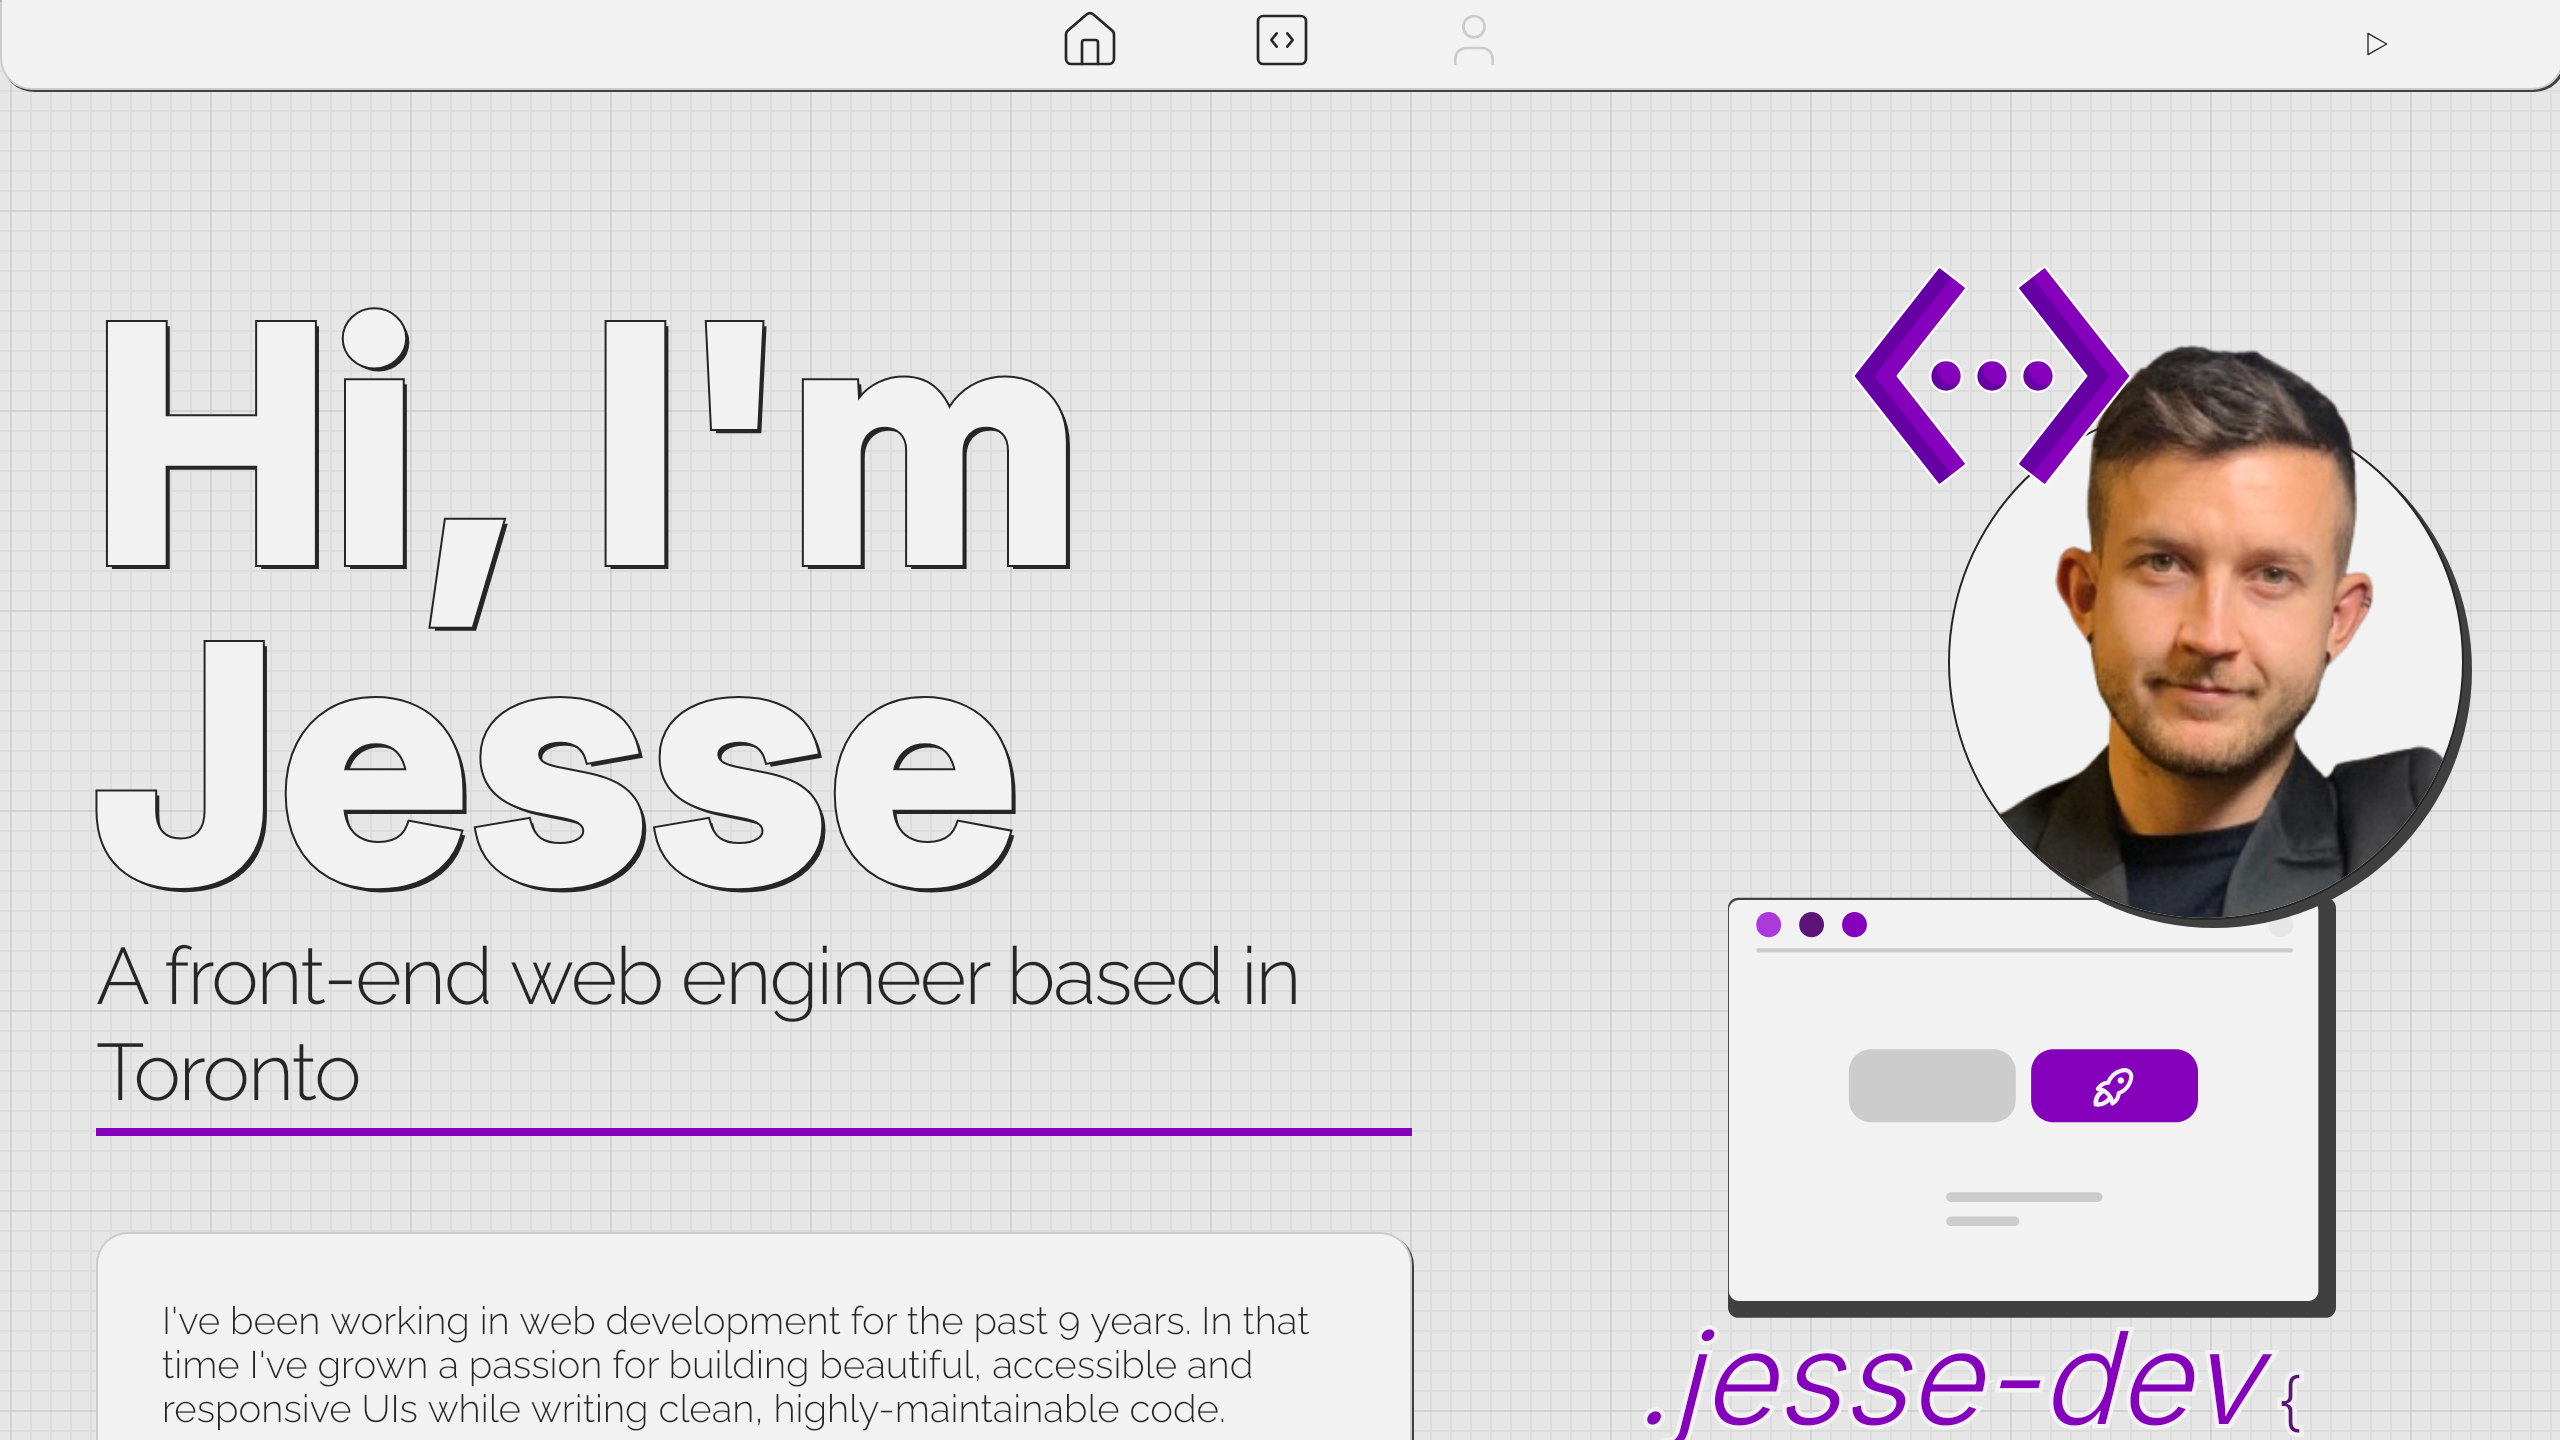 Hi, I'm
Jesse
A front-end web engineer based in
Toronto
I've been working in web development for the past 9 years. In that
time I've grown a passion for building beautiful, accessible and
responsive UIs while writing clean, highly-maintainable code.
.jesse-dev{